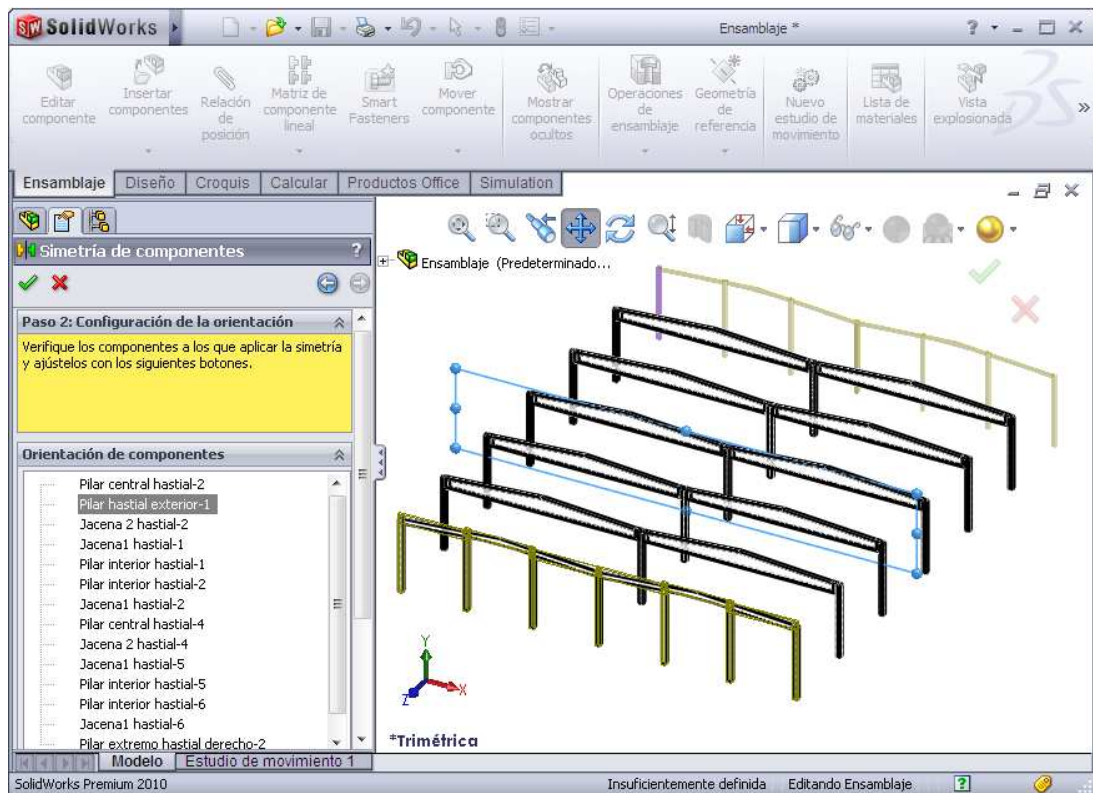 SolidWorks
Ensamblaje *
?
Editar componente
Insertar componentes
Relación de posición
Matriz de componente lineal
Smart Fasteners
Mover componente
Mostrar componentes ocultos
Operaciones de ensamblaje
Geometría de referencia
Nuevo estudio de movimiento
Lista de materiales
Vista explosionada
»
Ensamblaje Diseño Croquis Calcular Productos Office Simulation
Simetría de componentes ?
Ensamblaje (Predeterminado...
Paso 2: Configuración de la orientación
Verifique los componentes a los que aplicar la simetría
y ajústelos con los siguientes botones.
Orientación de componentes
Pilar central hastial-2
Pilar hastial exterior-1
Jacena 2 hastial-2
Jacena1 hastial-1
Pilar interior hastial-1
Pilar interior hastial-2
Jacena1 hastial-2
Pilar central hastial-4
Jacena 2 hastial-4
Jacena1 hastial-5
Pilar interior hastial-5
Pilar interior hastial-6
Jacena1 hastial-6
Pilar extremo hastial derecho-2
Y
X
Z
*Trimétrica
Modelo Estudio de movimiento 1
SolidWorks Premium 2010 Insuficientemente definida Editando Ensamblaje ?